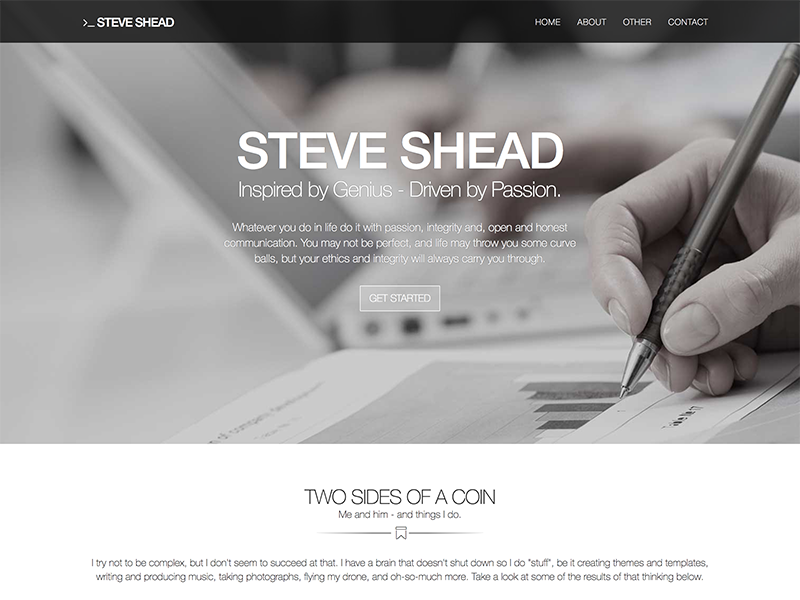 >_ STEVE SHEAD
HOME ABOUT OTHER CONTACT
STEVE SHEAD
Inspired by Genius - Driven by Passion.
Whatever you do in life do it with passion, integrity and, open and honest
communication. You may not be perfect, and life may throw you some curve
balls, but your ethics and integrity will always carry you through.
GET STARTED
of company development
TWO SIDES OF A COIN
Me and him - and things I do.
I try not to be complex, but I don't seem to succeed at that. I have a brain that doesn't shut down so I do "stuff", be it creating themes and templates,
writing and producing music, taking photographs, flying my drone, and oh-so-much more. Take a look at some of the results of that thinking below.